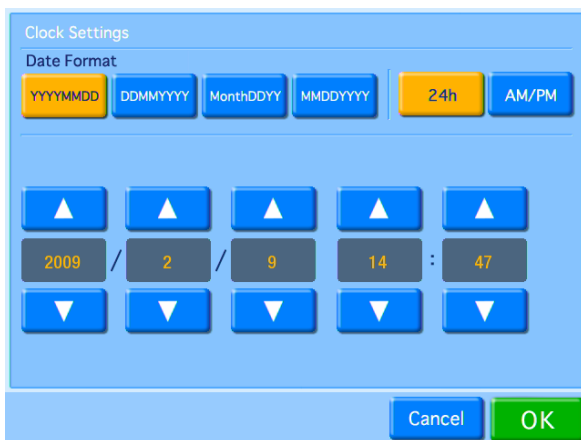 Clock Settings
Date Format
YYYYMMDD DDMMYYYY MonthDDYY MMDDYYYY 24h AM/PM
2009 / 2 / 9 14 : 47
Cancel OK